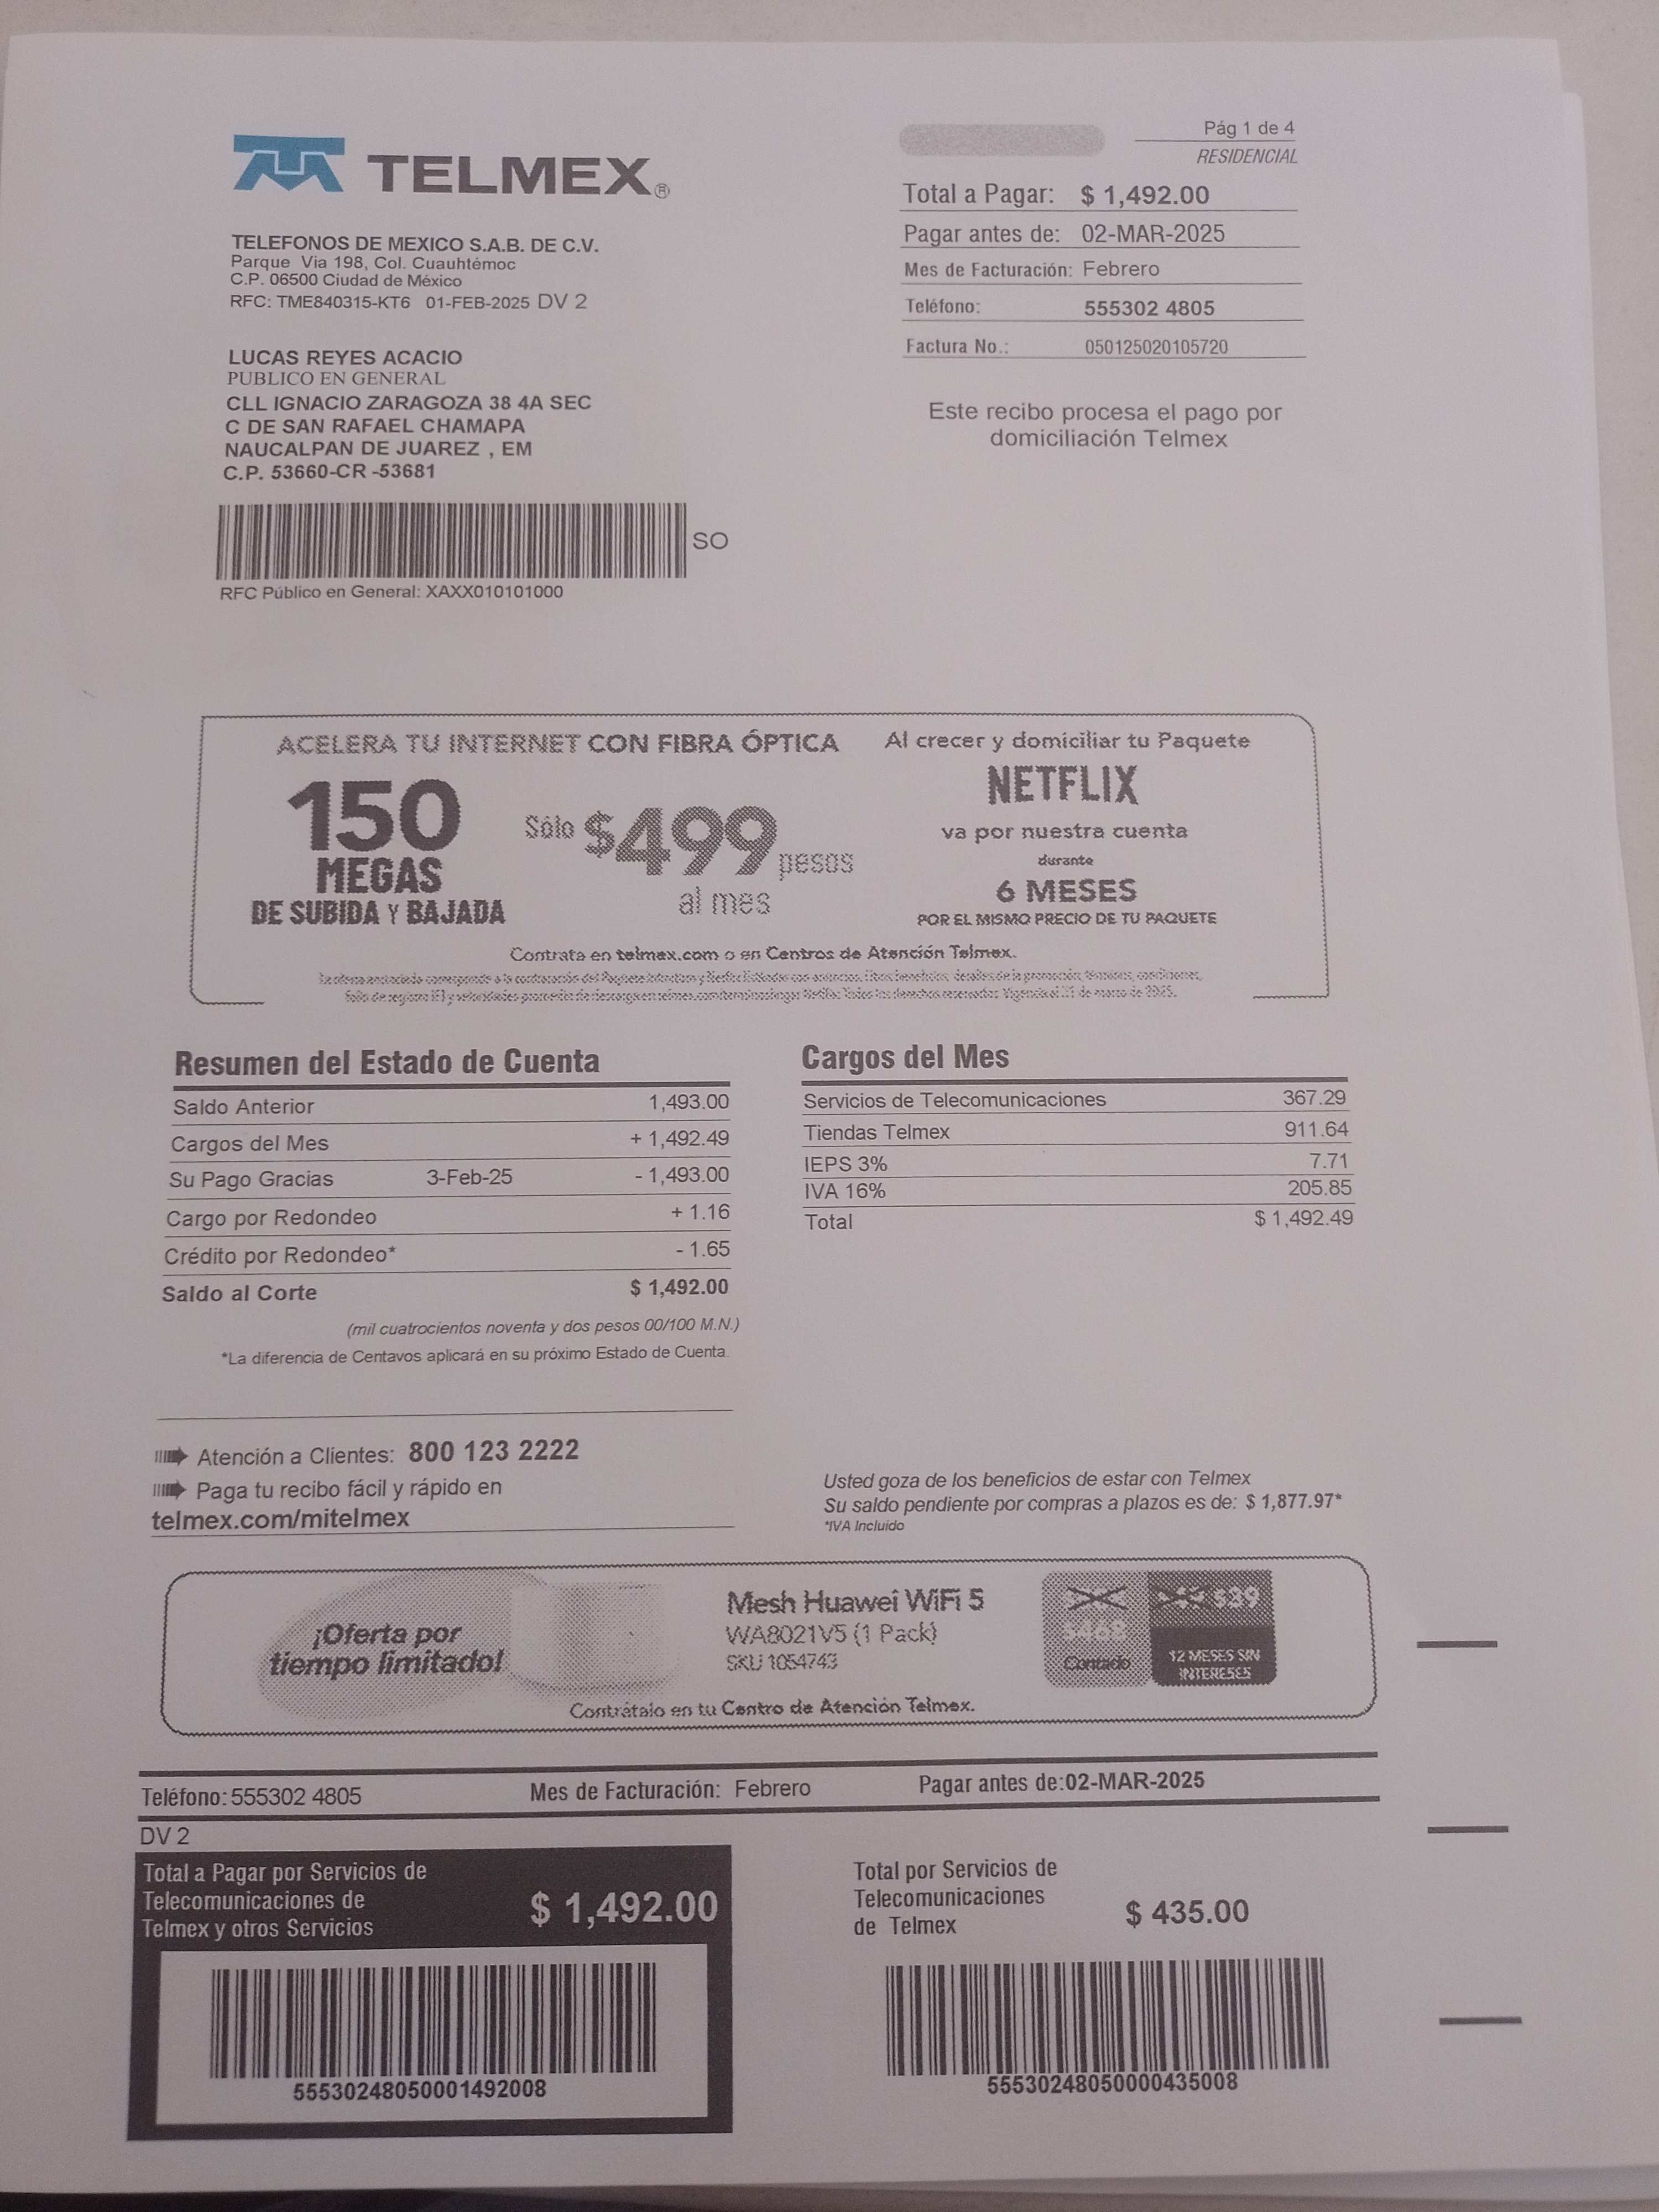 TELMEX®
TELEFONOS DE MEXICO S.A.B. DE C.V.
Parque Via 198, Col. Cuauhtémoc
C.P. 06500 Ciudad de México
RFC: TME840315-KT6 01-FEB-2025 DV 2
LUCAS REYES ACACIO
PUBLICO EN GENERAL
CLL IGNACIO ZARAGOZA 38 4A SEC
C DE SAN RAFAEL CHAMAPA
NAUCALPAN DE JUAREZ , EM
C.P. 53660-CR -53681
SO
RFC Público en General: XAXX010101000
Pág 1 de 4
RESIDENCIAL
Total a Pagar: $ 1,492.00
Pagar antes de: 02-MAR-2025
Mes de Facturación: Febrero
Teléfono: 555302 4805
Factura No.: 050125020105720
Este recibo procesa el pago por
domiciliación Telmex
ACELERA TU INTERNET CON FIBRA ÓPTICA
150
MEGAS
DE SUBIDA Y BAJADA
Sólo $499 pesos
al mes
Al crecer y domiciliar tu Paquete
NETFLIX
va por nuestra cuenta
durante
6 MESES
POR EL MISMO PRECIO DE TU PAQUETE
Contrata en telmex.com o en Centros de Atención Telmex.
Resumen del Estado de Cuenta
Saldo Anterior 1,493.00
Cargos del Mes + 1,492.49
Su Pago Gracias 3-Feb-25 - 1,493.00
Cargo por Redondeo + 1.16
Crédito por Redondeo* - 1.65
Saldo al Corte $ 1,492.00
(mil cuatrocientos noventa y dos pesos 00/100 M.N.)
*La diferencia de Centavos aplicará en su próximo Estado de Cuenta.
Cargos del Mes
Servicios de Telecomunicaciones 367.29
Tiendas Telmex 911.64
IEPS 3% 7.71
IVA 16% 205.85
Total $ 1,492.49
Atención a Clientes: 800 123 2222
Paga tu recibo fácil y rápido en
telmex.com/mitelmex
Usted goza de los beneficios de estar con Telmex
Su saldo pendiente por compras a plazos es de: $ 1,877.97*
*IVA Incluido
¡Oferta por
tiempo limitado!
Mesh Huawei WiFi 5
WA8021V5 (1 Pack)
SKU 1054743
$468
Contado
$39
12 MESES SIN
INTERESES
Contrátalo en tu Centro de Atención Telmex.
Teléfono: 555302 4805 Mes de Facturación: Febrero Pagar antes de:02-MAR-2025
DV 2
Total a Pagar por Servicios de
Telecomunicaciones de
Telmex y otros Servicios
$ 1,492.00
55530248050001492008
Total por Servicios de
Telecomunicaciones
de Telmex
$ 435.00
55530248050000435008